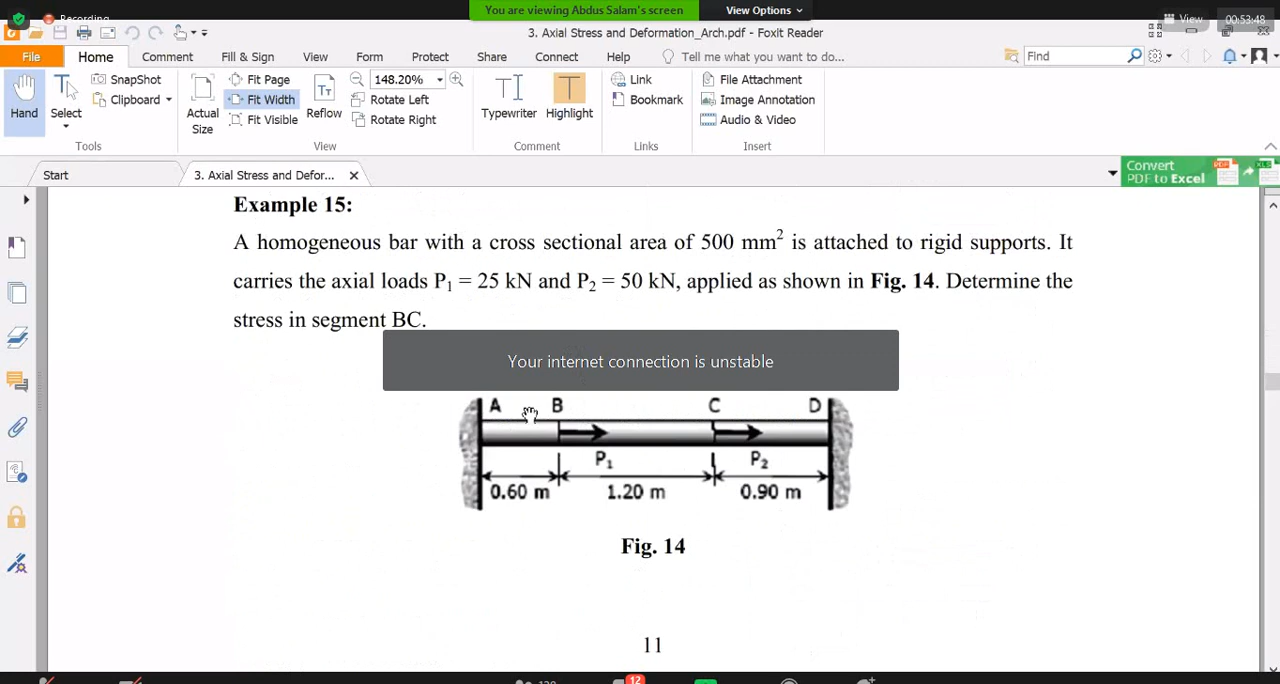 You are viewing Abdus Salam's screen
View Options
Recording
View
00:53:48
3. Axial Stress and Deformation_Arch.pdf - Foxit Reader
File
Home
Comment
Fill & Sign
View
Form
Protect
Share
Connect
Help
Tell me what you want to do...
Find
Hand
Select
SnapShot
Clipboard
Tools
Actual
Size
Fit Page
Fit Width
Fit Visible
Reflow
148.20%
Rotate Left
Rotate Right
View
Typewriter
Highlight
Comment
Link
Bookmark
Links
File Attachment
Image Annotation
Audio & Video
Insert
Start
3. Axial Stress and Defor...
Convert
PDF to Excel
Example 15:
A homogeneous bar with a cross sectional area of 500 mm² is attached to rigid supports. It
carries the axial loads P₁ = 25 kN and P₂ = 50 kN, applied as shown in Fig. 14. Determine the
stress in segment BC.
Your internet connection is unstable
A B C D
P₁ P₂
0.60 m 1.20 m 0.90 m
Fig. 14
11
12